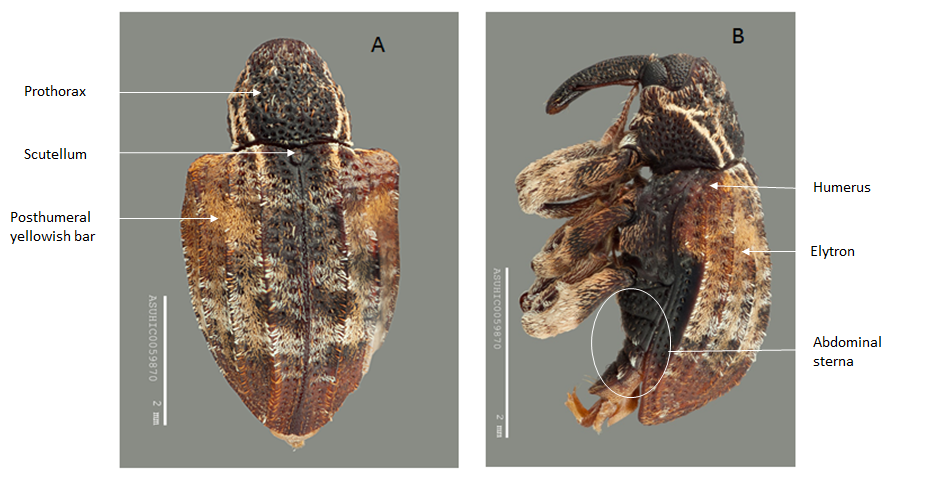 A
B
Prothorax
Scutellum
Posthumeral
yellowish bar
ASUHIC0059870
2 mm
Humerus
Elytron
Abdominal
sterna
ASUHIC0059870
2 mm